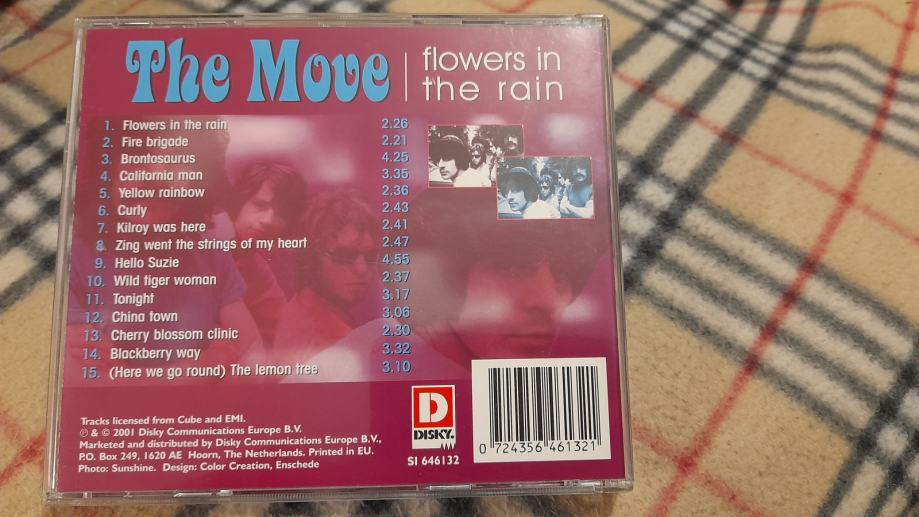 The Move
flowers in
the rain
1. Flowers in the rain 2.26
2. Fire brigade 2.21
3. Brontosaurus 4.25
4. California man 3.35
5. Yellow rainbow 2.36
6. Curly 2.43
7. Kilroy was here 2.41
8. Zing went the strings of my heart 2.47
9. Hello Suzie 4.55
10. Wild tiger woman 2.37
11. Tonight 3.17
12. China town 3.06
13. Cherry blossom clinic 2.30
14. Blackberry way 3.32
15. (Here we go round) The lemon tree 3.10
Tracks licensed from Cube and EMI.
℗ & © 2001 Disky Communications Europe B.V.
Marketed and distributed by Disky Communications Europe B.V.,
P.O. Box 249, 1620 AE Hoorn, The Netherlands. Printed in EU.
Photo: Sunshine. Design: Color Creation, Enschede
D
DISKY.
SI 646132
0 724356 461321